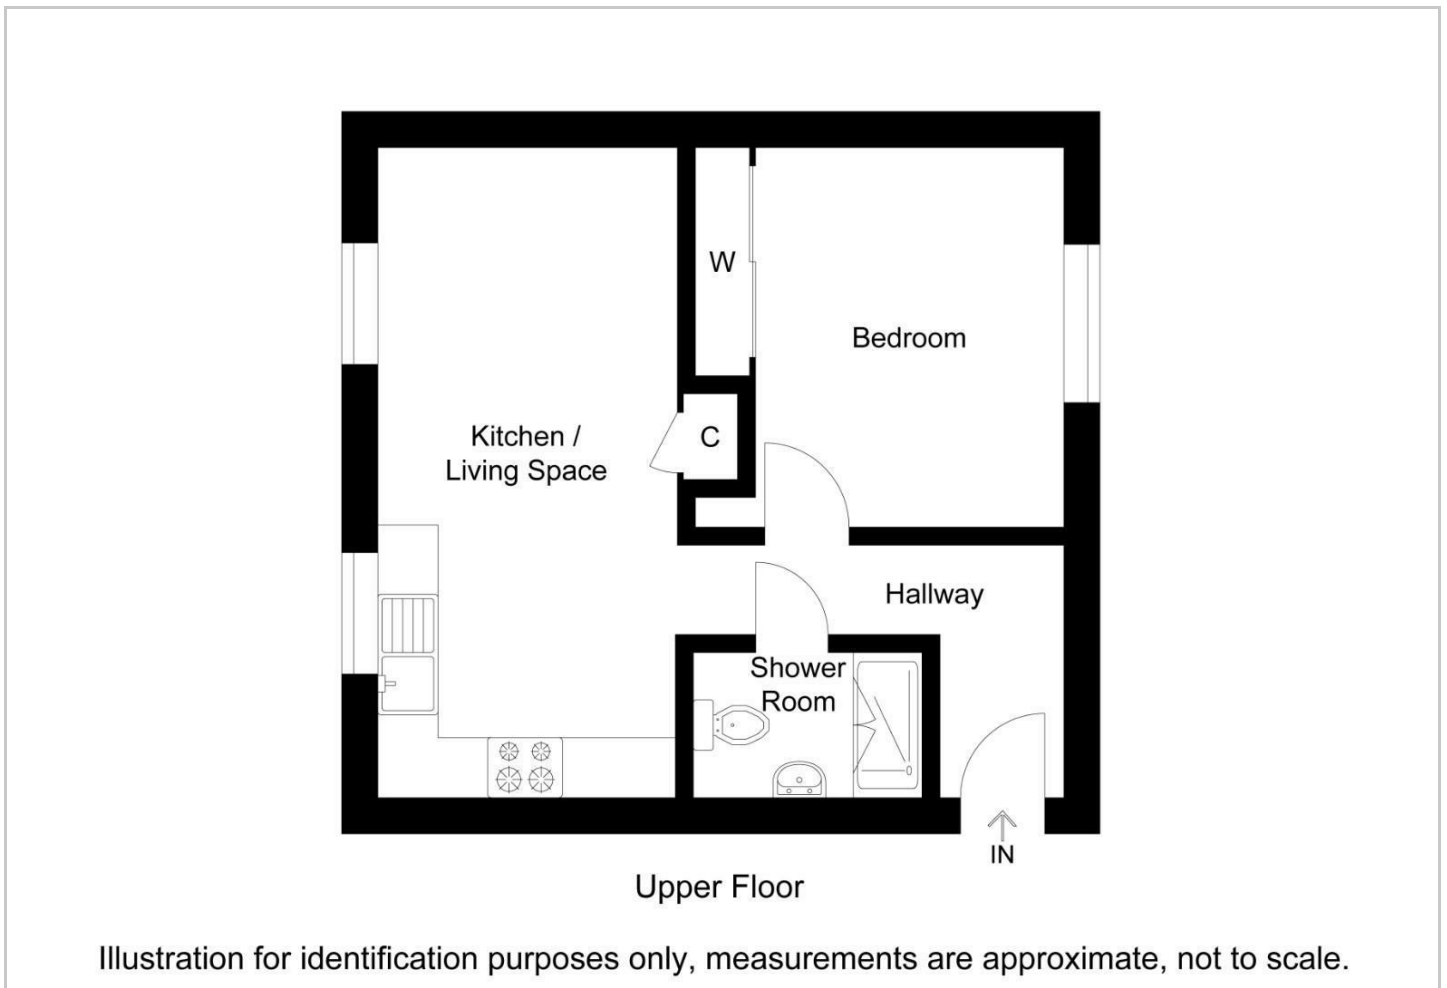 W
Bedroom
Kitchen /
Living Space
C
Hallway
Shower
Room
IN
Upper Floor
Illustration for identification purposes only, measurements are approximate, not to scale.